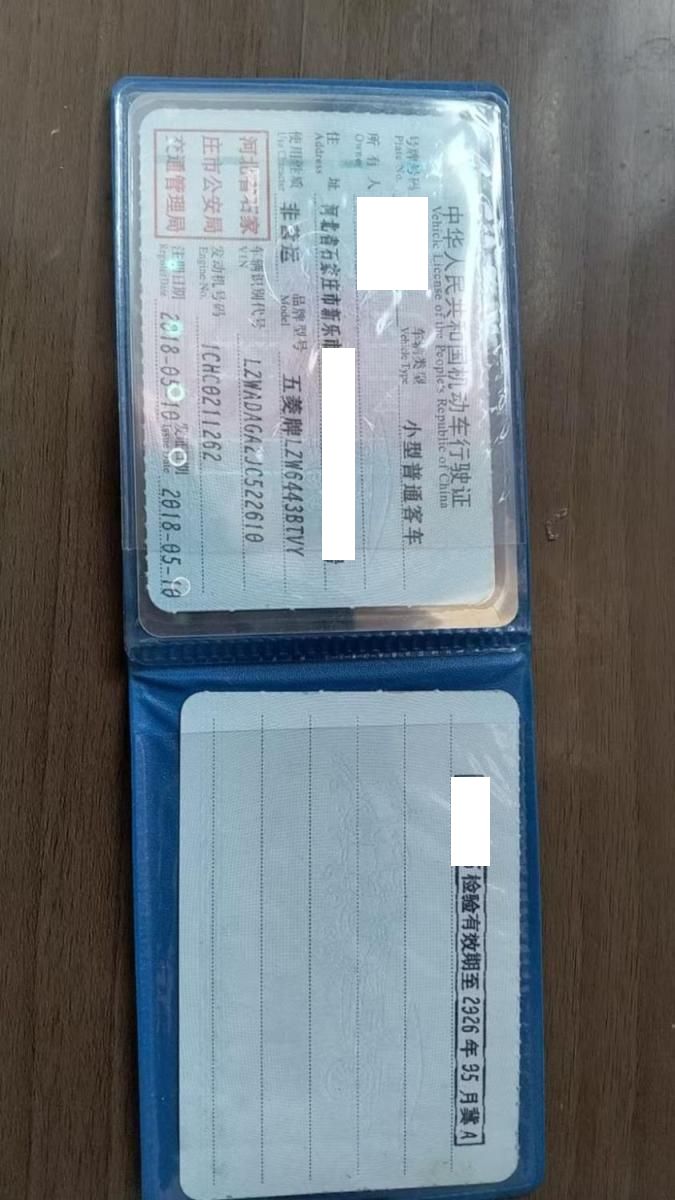 中华人民共和国机动车行驶证
Vehicle License of the People's Republic of China
号牌号码 车辆类型 小型普通客车
Plate No. Vehicle Type
所有人
Owner
住址 河北省石家庄市新乐市
Address
使用性质 非营运 品牌型号 五菱牌LZW6443BTVY
Use Character Model
河北省石家
庄市公安局
交通管理局
车辆识别代号 LZWADAGA2JC522610
VIN
发动机号码 1CHC0211262
Engine No.
注册日期 2018-05-10 发证日期 2018-05-10
Register Date Issue Date
检验有效期至2026年05月冀A